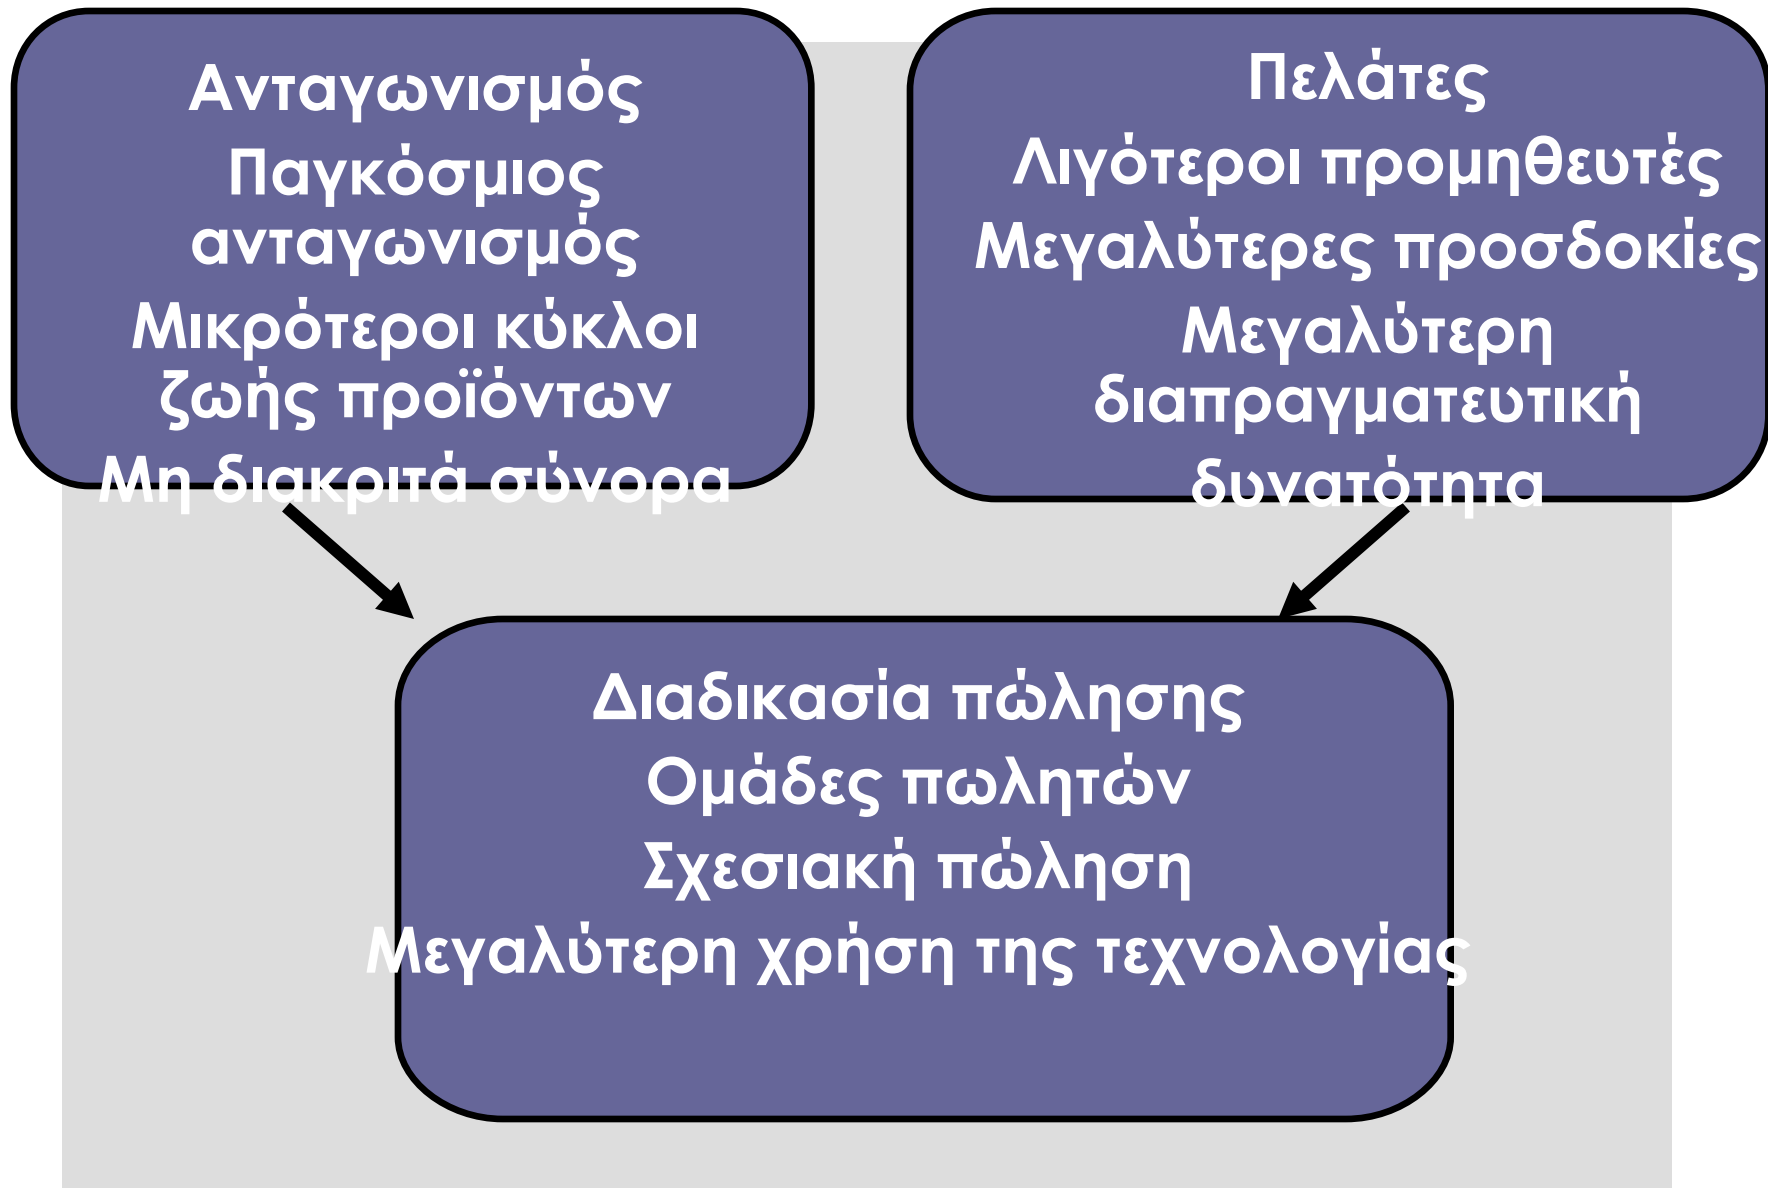 Ανταγωνισμός
Παγκόσμιος
ανταγωνισμός
Μικρότεροι κύκλοι
ζωής προϊόντων
Μη διακριτά σύνορα
Πελάτες
Λιγότεροι προμηθευτές
Μεγαλύτερες προσδοκίες
Μεγαλύτερη
διαπραγματευτική
δυνατότητα
Διαδικασία πώλησης
Ομάδες πωλητών
Σχεσιακή πώληση
Μεγαλύτερη χρήση της τεχνολογίας